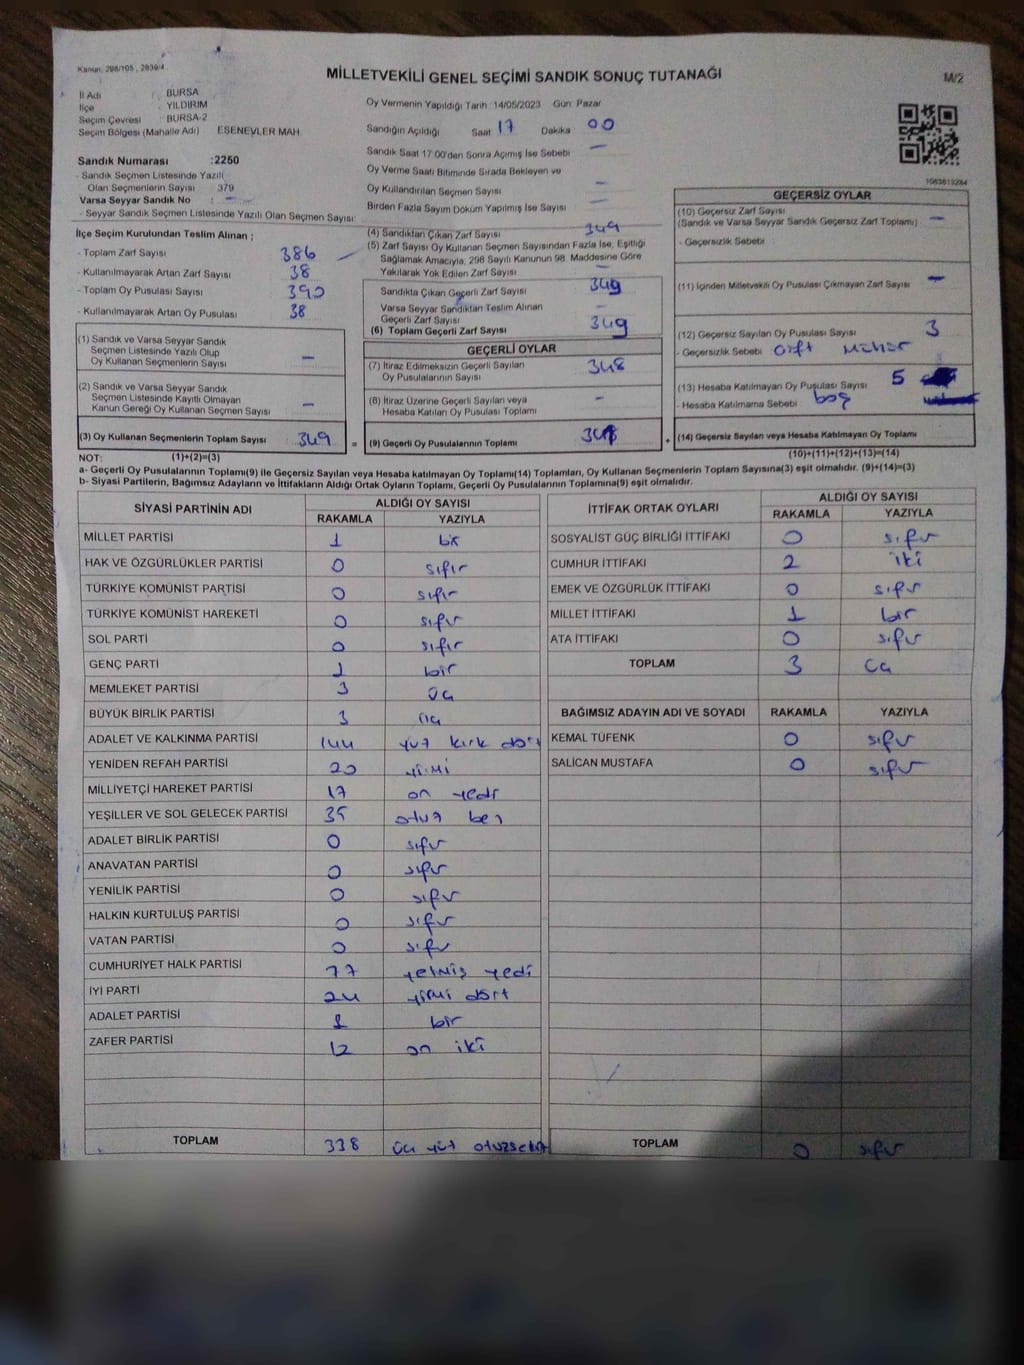 Kanun: 298/105 , 2839/4
MİLLETVEKİLİ GENEL SEÇİMİ SANDIK SONUÇ TUTANAĞI
M/2
İl Adı : BURSA
İlçe : YILDIRIM
Seçim Çevresi : BURSA-2
Seçim Bölgesi (Mahalle Adı) ESENEVLER MAH.
Sandık Numarası :2250
- Sandık Seçmen Listesinde Yazılı
Olan Seçmenlerin Sayısı : 379
Varsa Seyyar Sandık No : -
- Seyyar Sandık Seçmen Listesinde Yazılı Olan Seçmen Sayısı:
İlçe Seçim Kurulundan Teslim Alınan ;
- Toplam Zarf Sayısı 386
- Kullanılmayarak Artan Zarf Sayısı 38
- Toplam Oy Pusulası Sayısı 390
- Kullanılmayarak Artan Oy Pusulası 38
(1) Sandık ve Varsa Seyyar Sandık
Seçmen Listesinde Yazılı Olup
Oy Kullanan Seçmenlerin Sayısı -
(2) Sandık ve Varsa Seyyar Sandık
Seçmen Listesinde Kayıtlı Olmayan
Kanun Gereği Oy Kullanan Seçmen Sayısı -
(3) Oy Kullanan Seçmenlerin Toplam Sayısı 349 =
Oy Vermenin Yapıldığı Tarih :14/05/2023 Gün: Pazar
Sandığın Açıldığı Saat 17 Dakika 00
Sandık Saat 17:00'den Sonra Açmış İse Sebebi : -
Oy Verme Saati Bitiminde Sırada Bekleyen ve
Oy Kullandırılan Seçmen Sayısı -
Birden Fazla Sayım Döküm Yapılmış İse Sayısı -
(4) Sandıktan Çıkan Zarf Sayısı 349
(5) Zarf Sayısı Oy Kullanan Seçmen Sayısından Fazla İse, Eşitliği
Sağlamak Amacıyla, 298 Sayılı Kanunun 98. Maddesine Göre
Yakılarak Yok Edilen Zarf Sayısı -
Sandıkta Çıkan Geçerli Zarf Sayısı 349
Varsa Seyyar Sandıktan Teslim Alınan
Geçerli Zarf Sayısı -
(6) Toplam Geçerli Zarf Sayısı 349
GEÇERLİ OYLAR
(7) İtiraz Edilmeksizin Geçerli Sayılan
Oy Pusulalarının Sayısı 348
(8) İtiraz Üzerine Geçerli Sayılan veya
Hesaba Katılan Oy Pusulası Toplamı -
(9) Geçerli Oy Pusulalarının Toplamı +
1083813284
GEÇERSİZ OYLAR
(10) Geçersiz Zarf Sayısı
(Sandık ve Varsa Seyyar Sandık Geçersiz Zarf Toplamı) -
- Geçersizlik Sebebi :
(11) İçinden Milletvekili Oy Pusulası Çıkmayan Zarf Sayısı -
(12) Geçersiz Sayılan Oy Pusulası Sayısı 3
- Geçersizlik Sebebi Çift Mühür
(13) Hesaba Katılmayan Oy Pusulası Sayısı 5
- Hesaba Katılmama Sebebi boş
(14) Geçersiz Sayılan veya Hesaba Katılmayan Oy Toplamı
NOT: (1)+(2)=(3) (10)+(11)+(12)+(13)=(14)
a- Geçerli Oy Pusulalarının Toplamı(9) ile Geçersiz Sayılan veya Hesaba katılmayan Oy Toplamı(14) Toplamları, Oy Kullanan Seçmenlerin Toplam Sayısına(3) eşit olmalıdır. (9)+(14)=(3)
b- Siyasi Partilerin, Bağımsız Adayların ve İttifakların Aldığı Ortak Oyların Toplamı, Geçerli Oy Pusulalarının Toplamına(9) eşit olmalıdır.
SİYASİ PARTİNİN ADI ALDIĞI OY SAYISI
RAKAMLA YAZIYLA
MİLLET PARTİSİ 1 bir
HAK VE ÖZGÜRLÜKLER PARTİSİ 0 sıfır
TÜRKİYE KOMÜNİST PARTİSİ 0 sıfır
TÜRKİYE KOMÜNİST HAREKETİ 0 sıfır
SOL PARTİ 0 sıfır
GENÇ PARTİ 1 bir
MEMLEKET PARTİSİ 3 üç
BÜYÜK BİRLİK PARTİSİ 3 üç
ADALET VE KALKINMA PARTİSİ 144 yüz kırk dört
YENİDEN REFAH PARTİSİ 20 yirmi
MİLLİYETÇİ HAREKET PARTİSİ 17 on yedi
YEŞİLLER VE SOL GELECEK PARTİSİ 35 otuz beş
ADALET BİRLİK PARTİSİ 0 sıfır
ANAVATAN PARTİSİ 0 sıfır
YENİLİK PARTİSİ 0 sıfır
HALKIN KURTULUŞ PARTİSİ 0 sıfır
VATAN PARTİSİ 0 sıfır
CUMHURİYET HALK PARTİSİ 77 yetmiş yedi
İYİ PARTİ 24 yirmi dört
ADALET PARTİSİ 1 bir
ZAFER PARTİSİ 12 on iki
TOPLAM 338 üç yüz otuzsekiz
İTTİFAK ORTAK OYLARI ALDIĞI OY SAYISI
RAKAMLA YAZIYLA
SOSYALİST GÜÇ BİRLİĞİ İTTİFAKI 0 sıfır
CUMHUR İTTİFAKI 2 iki
EMEK VE ÖZGÜRLÜK İTTİFAKI 0 sıfır
MİLLET İTTİFAKI 1 bir
ATA İTTİFAKI 0 sıfır
TOPLAM 3 üç
BAĞIMSIZ ADAYIN ADI VE SOYADI RAKAMLA YAZIYLA
KEMAL TÜFENK 0 sıfır
SALİCAN MUSTAFA 0 sıfır
TOPLAM 0 sıfır